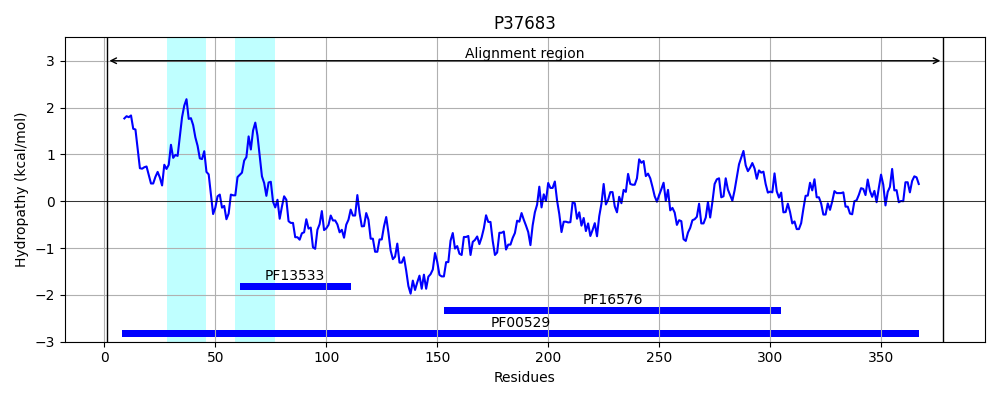 P37683
Alignment region
Hydropathy (kcal/mol)
3
2
1
0
−1
−2
−3
PF13533
PF16576
PF00529
0
50
100
150
200
250
300
350
Residues